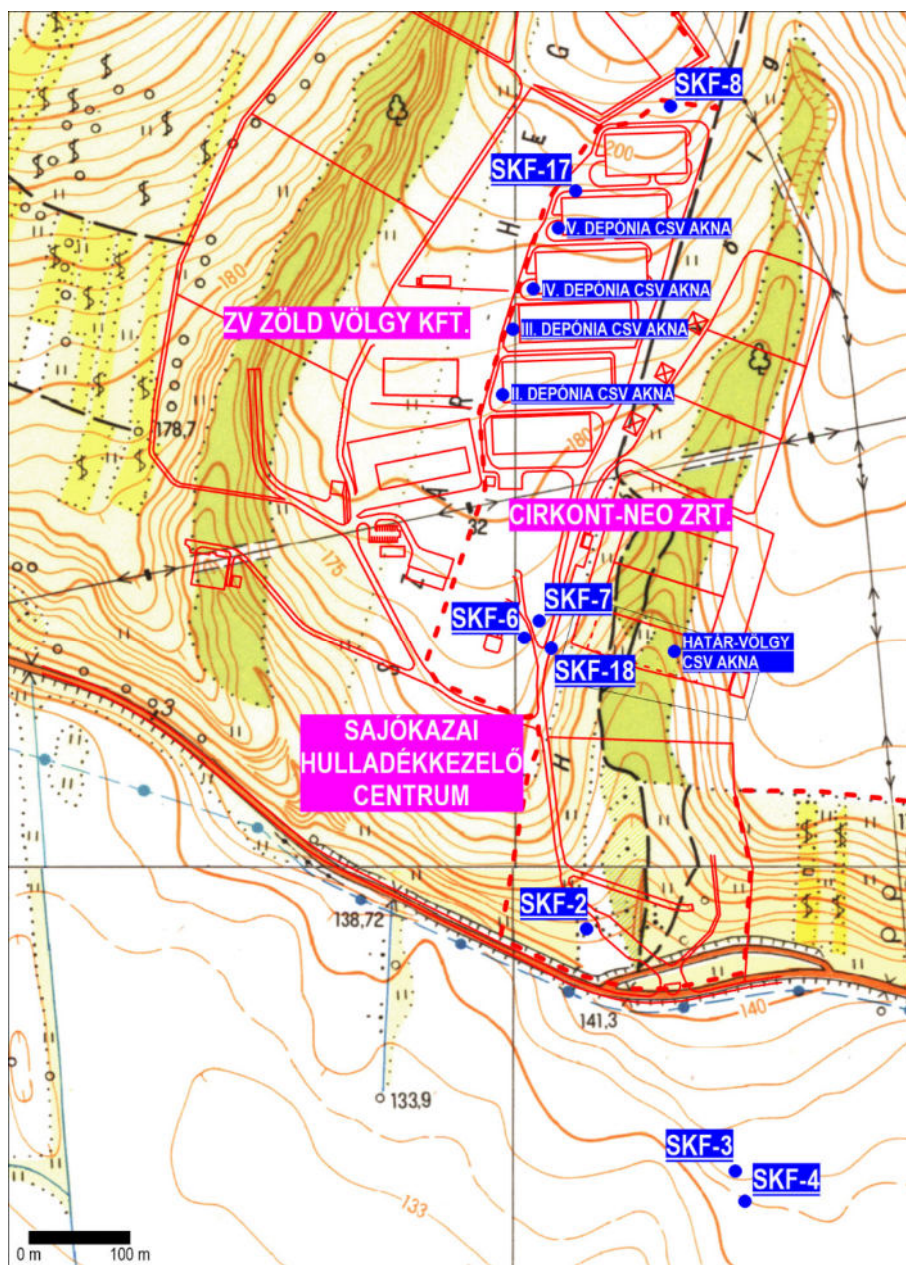 G
SKF-8
g
í
200
E
SKF-17
ö
H
V. DEPÓNIA CSV AKNA
180
IV. DEPÓNIA CSV AKNA
ZV ZÖLD VÖLGY KFT.
III. DEPÓNIA CSV AKNA
R
II. DEPÓNIA CSV AKNA
178,7
180
A
32
CIRKONT-NEO ZRT.
175
Z
SKF-7
SKF-6
HATÁR-VÖLGY
CSV AKNA
SKF-18
S
SAJÓKAZAI
HULLADÉKKEZELŐ
CENTRUM
H
SKF-2
138,72
141,3
140
133,9
SKF-3
SKF-4
133
0 m 100 m